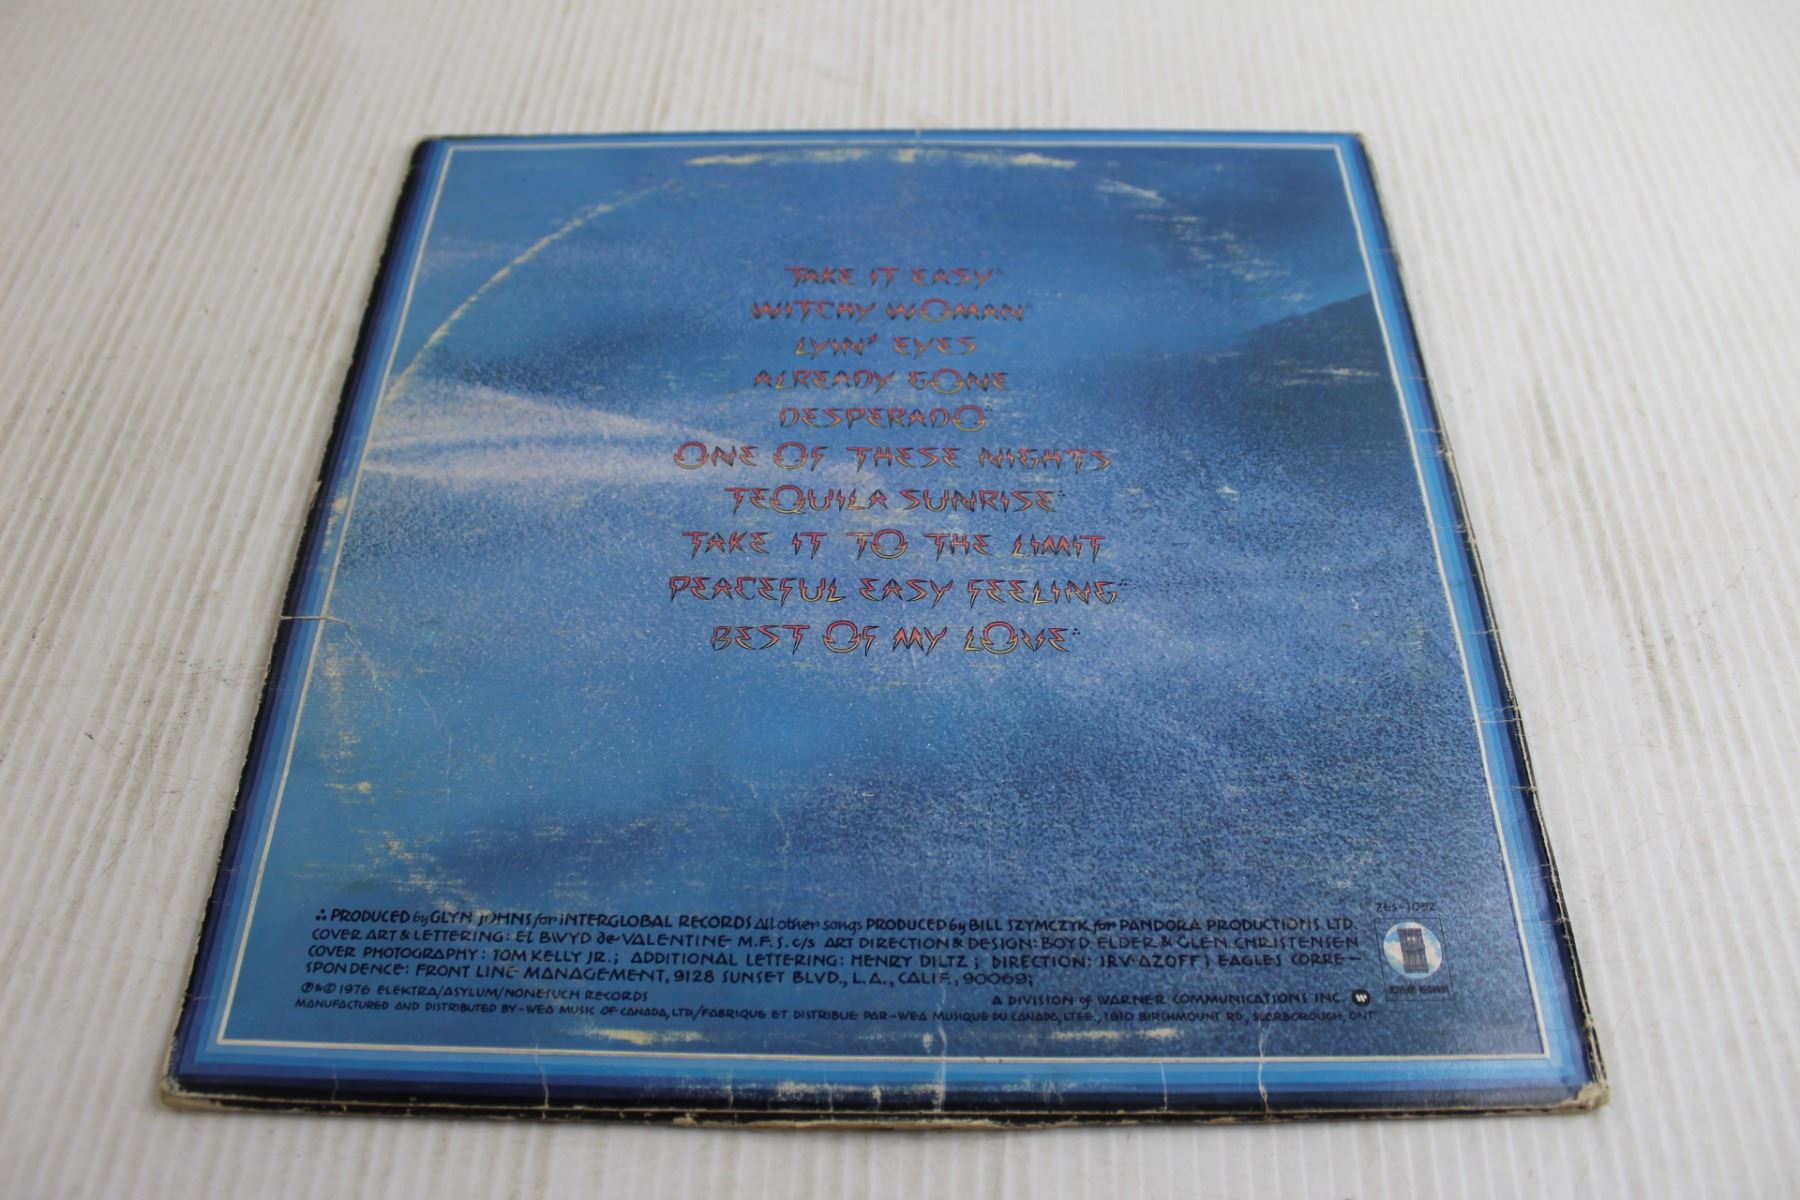 TAKE IT EASY∴
WITCHY WOMAN∴
LYIN' EYES
ALREADY GONE
DESPERADO∴
ONE OF THESE NIGHTS
TEQUILA SUNRISE∴
TAKE IT TO THE LIMIT
PEACEFUL EASY FEELING∴
BEST OF MY LOVE∴
7ES-1052
∴ PRODUCED by GLYN JOHNS for INTERGLOBAL RECORDS All other songs PRODUCED by BILL SZYMCZYK for PANDORA PRODUCTIONS LTD.
COVER ART & LETTERING: El BWYD de VALENTINE M.F.S. c/s ART DIRECTION & DESIGN: BOYD ELDER & GLEN CHRISTENSEN
COVER PHOTOGRAPHY: TOM KELLY JR.; ADDITIONAL LETTERING: HENRY DILTZ; DIRECTION: IRV AZOFF; EAGLES CORRE-
SPONDENCE: FRONT LINE MANAGEMENT, 9128 SUNSET BLVD., L.A., CALIF., 90069;
℗ & © 1976 ELEKTRA/ASYLUM/NONESUCH RECORDS A DIVISION of WARNER COMMUNICATIONS INC.
MANUFACTURED AND DISTRIBUTED BY-WEA MUSIC OF CANADA, LTD./FABRIQUE ET DISTRIBUE PAR-WEA MUSIQUE DU CANADA, LTEE., 1810 BIRCHMOUNT RD., SCARBOROUGH, ONT
ASYLUM RECORDS